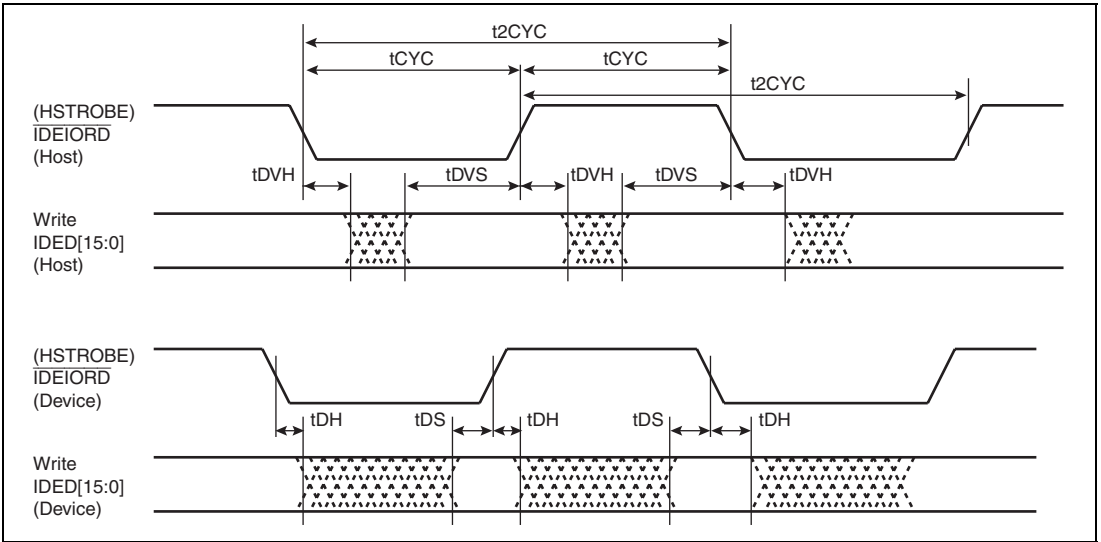 t2CYC
tCYC tCYC
t2CYC
(HSTROBE)
IDEIORD
(Host)
tDVH tDVS tDVH tDVS tDVH
Write
IDED[15:0]
(Host)
(HSTROBE)
IDEIORD
(Device)
tDH tDS tDH tDS tDH
Write
IDED[15:0]
(Device)